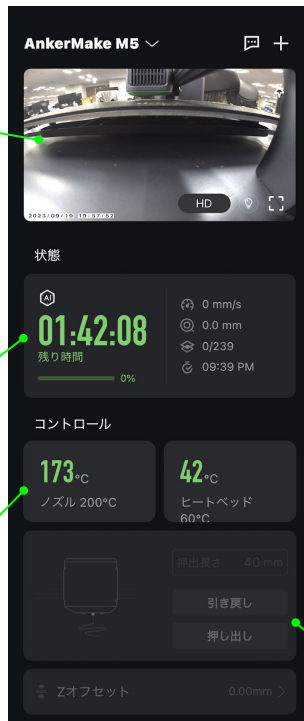 AnkerMake M5
HD
2023/09/19 19:57:52
状態
AI
01:42:08
残り時間
0%
0 mm/s
0.0 mm
0/239
09:39 PM
コントロール
173°C
ノズル 200°C
42°C
ヒートベッド
60°C
押出長さ 40 mm
引き戻し
押し出し
Zオフセット 0.00mm